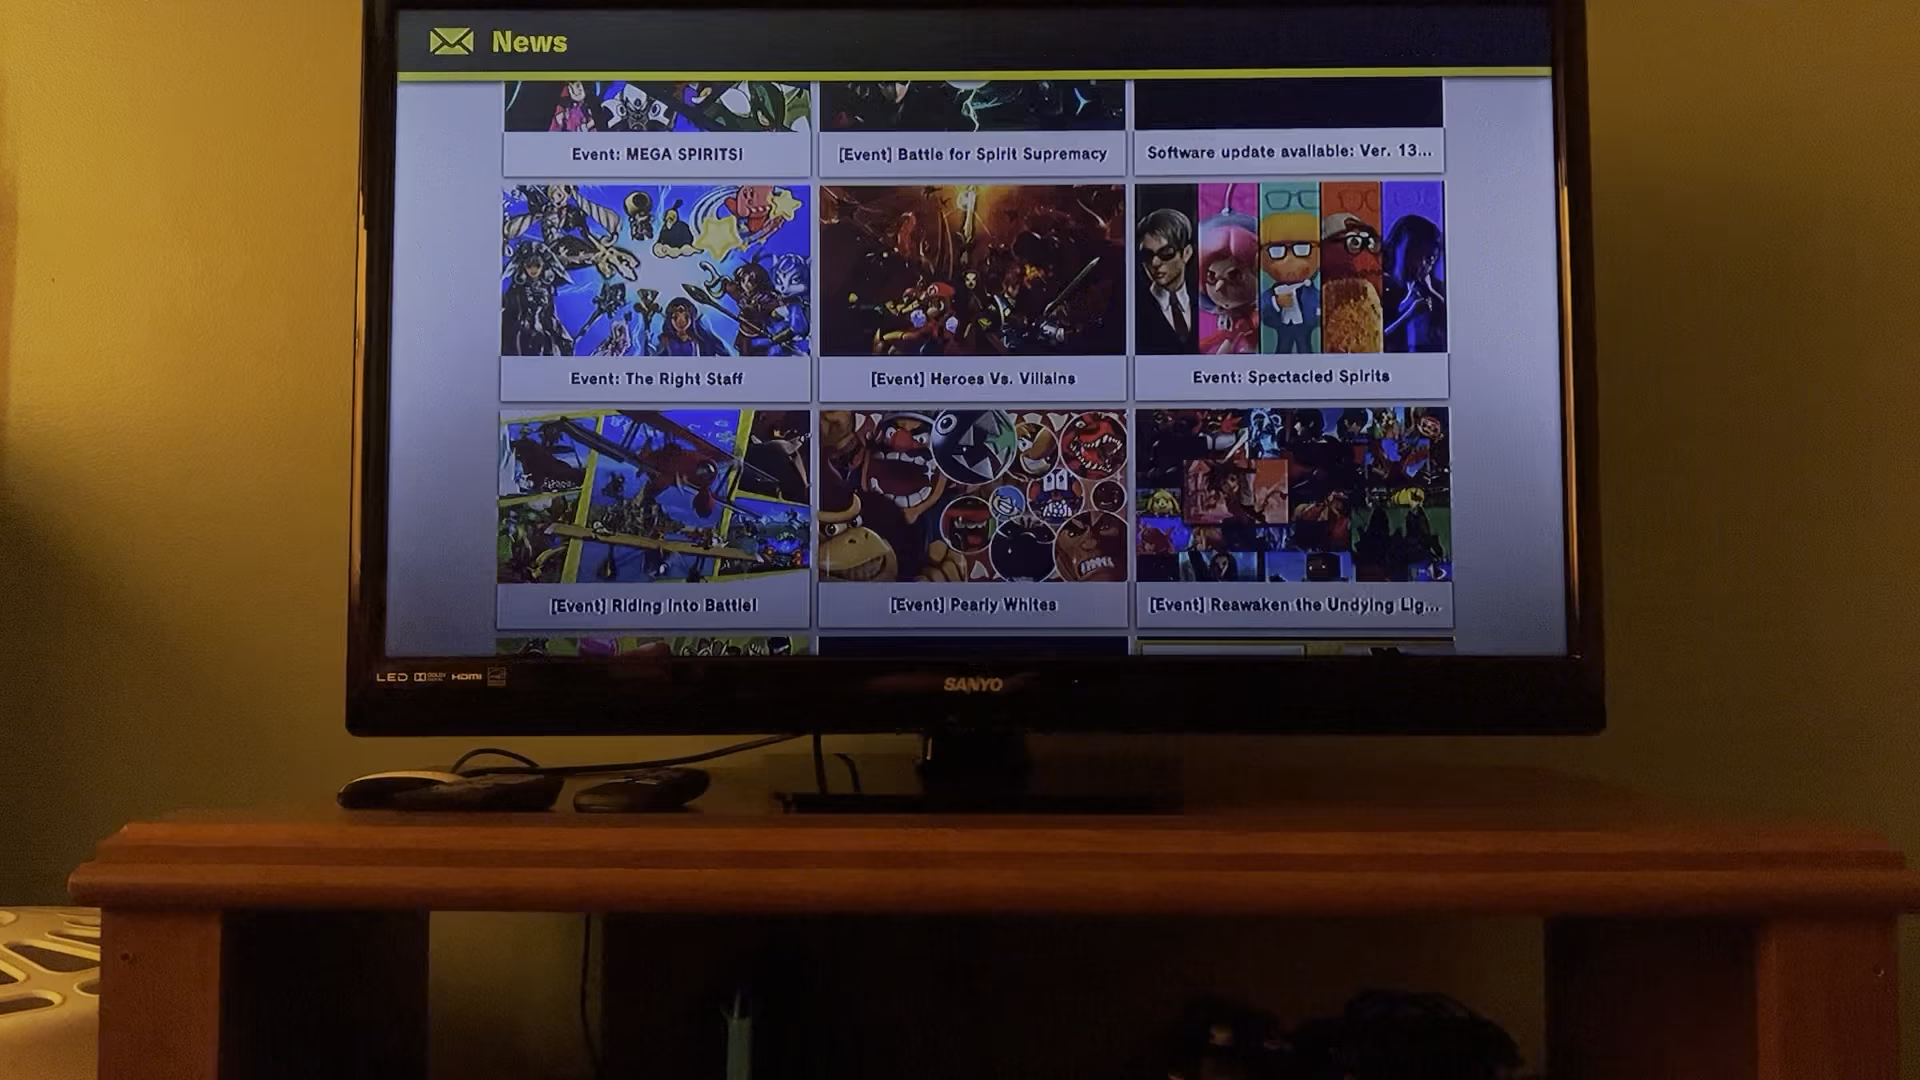 News
Event: MEGA SPIRITS!
[Event] Battle for Spirit Supremacy
Software update available: Ver. 13...
Event: The Right Staff
[Event] Heroes Vs. Villains
Event: Spectacled Spirits
[Event] Riding into Battle!
[Event] Pearly Whites
[Event] Reawaken the Undying Lig...
LED DOLBY HDMI
SANYO